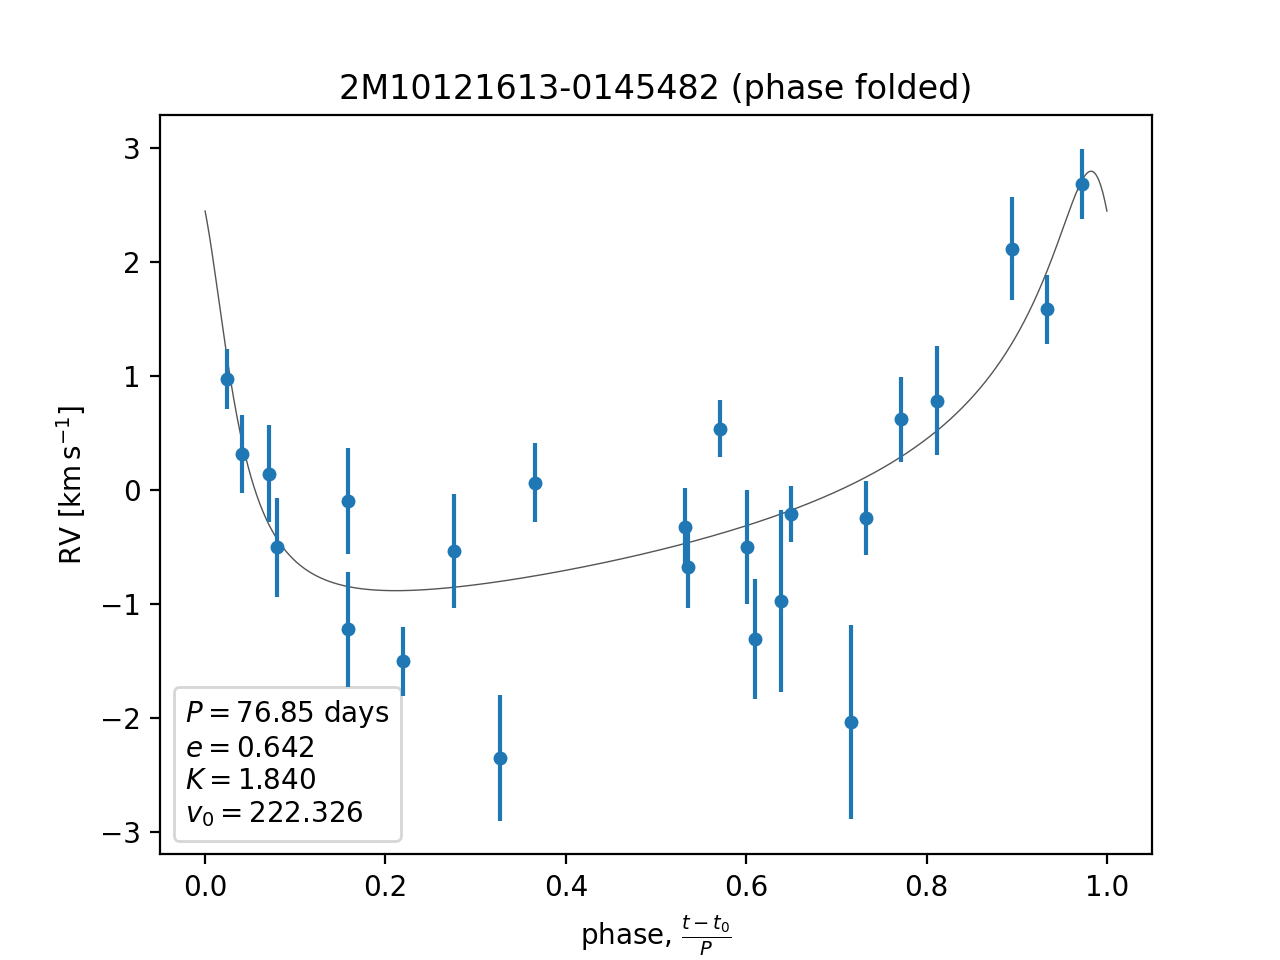 2M10121613-0145482 (phase folded)
3
2
1
0
−1
−2
−3
RV [km s⁻¹]
P = 76.85 days
e = 0.642
K = 1.840
v₀ = 222.326
0.0 0.2 0.4 0.6 0.8 1.0
phase, (t − t₀)/P